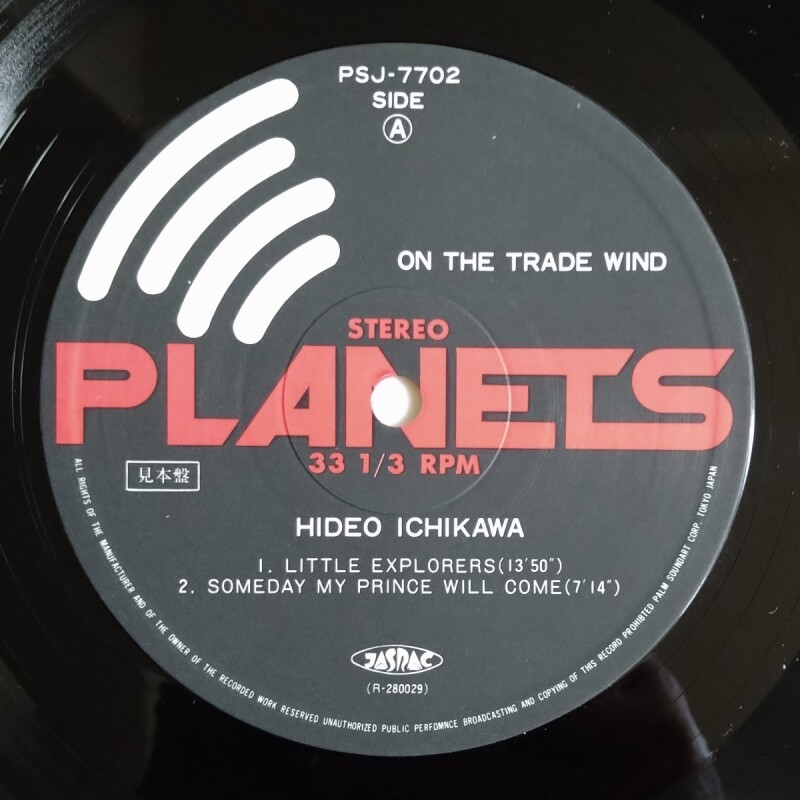 PSJ-7702
SIDE
A
ON THE TRADE WIND
STEREO
PLANETS
33 1/3 RPM
見本盤
HIDEO ICHIKAWA
1. LITTLE EXPLORERS(13'50")
2. SOMEDAY MY PRINCE WILL COME(7'14")
JASRAC
(R-280029)
ALL RIGHTS OF THE MANUFACTURER AND OF THE OWNER OF THE RECORDED WORK RESERVED UNAUTHORIZED PUBLIC PERFOMNCE BROADCASTING AND COPYING OF THIS RECORD PROHIBITED PALM SOUNDART CORP. TOKYO JAPAN